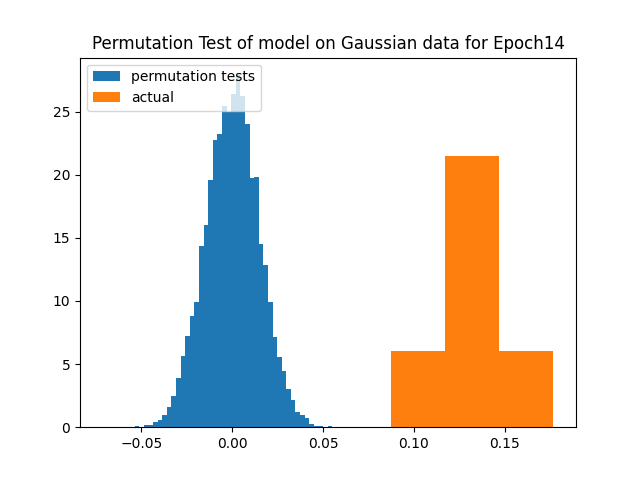 Permutation Test of model on Gaussian data for Epoch14
permutation tests
actual
25
20
15
10
5
0
−0.05 0.00 0.05 0.10 0.15